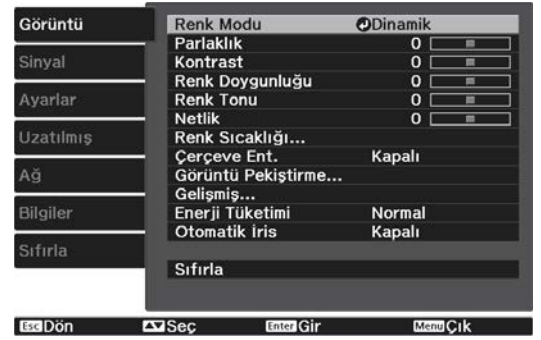 Görüntü
Sinyal
Ayarlar
Uzatılmış
Ağ
Bilgiler
Sıfırla
Renk Modu Dinamik
Parlaklık 0
Kontrast 0
Renk Doygunluğu 0
Renk Tonu 0
Netlik 0
Renk Sıcaklığı...
Çerçeve Ent. Kapalı
Görüntü Pekiştirme...
Gelişmiş...
Enerji Tüketimi Normal
Otomatik İris Kapalı
Sıfırla
Esc Dön Seç Enter Gir Menu Çık